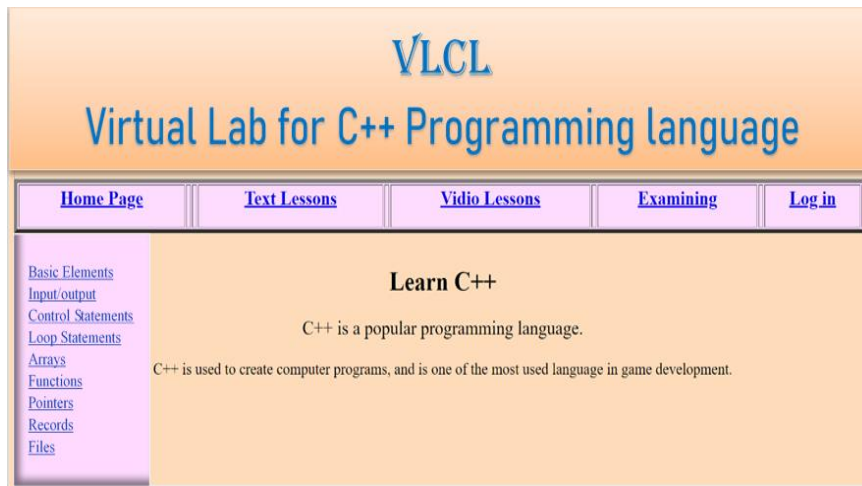 VLCL
Virtual Lab for C++ Programming language
Home Page Text Lessons Vidio Lessons Examining Log in
Basic Elements
Input/output
Control Statements
Loop Statements
Arrays
Functions
Pointers
Records
Files
Learn C++
C++ is a popular programming language.
C++ is used to create computer programs, and is one of the most used language in game development.